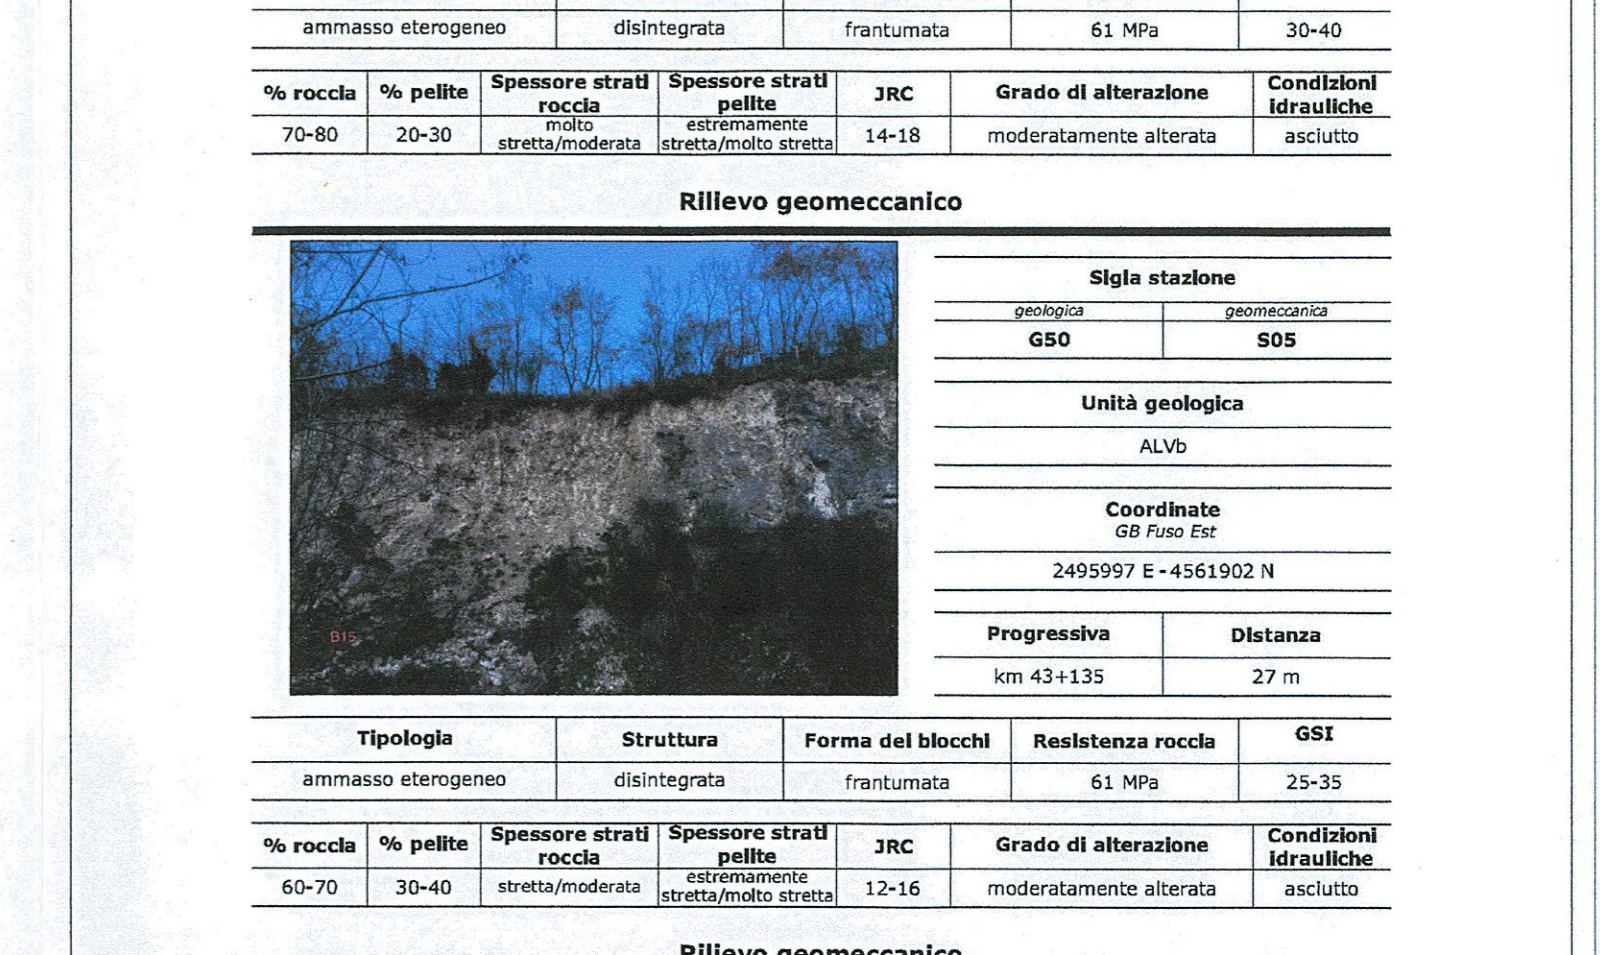 ammasso eterogeneo disintegrata frantumata 61 MPa 30-40
% roccia % pelite Spessore strati roccia Spessore strati pelite JRC Grado di alterazione Condizioni idrauliche
70-80 20-30 molto stretta/moderata estremamente stretta/molto stretta 14-18 moderatamente alterata asciutto
Rilievo geomeccanico
Sigla stazione
geologica geomeccanica
G50 S05
Unità geologica
ALVb
Coordinate
GB Fuso Est
2495997 E - 4561902 N
Progressiva Distanza
km 43+135 27 m
B15
Tipologia Struttura Forma dei blocchi Resistenza roccia GSI
ammasso eterogeneo disintegrata frantumata 61 MPa 25-35
% roccia % pelite Spessore strati roccia Spessore strati pelite JRC Grado di alterazione Condizioni idrauliche
60-70 30-40 stretta/moderata estremamente stretta/molto stretta 12-16 moderatamente alterata asciutto
Rilievo geomeccanico